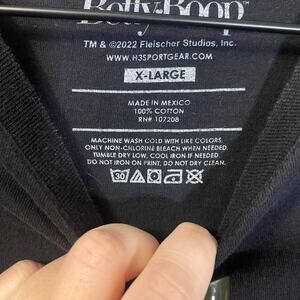 Betty Boop™
TM & ©2022 Fleischer Studios, Inc.
WWW.H3SPORTGEAR.COM
X-LARGE
MADE IN MEXICO
100% COTTON
RN# 107208
MACHINE WASH COLD WITH LIKE COLORS,
ONLY NON-CHLORINE BLEACH WHEN NEEDED.
TUMBLE DRY LOW, COOL IRON IF NEEDED.
DO NOT IRON ON PRINT, DO NOT DRY CLEAN.
30